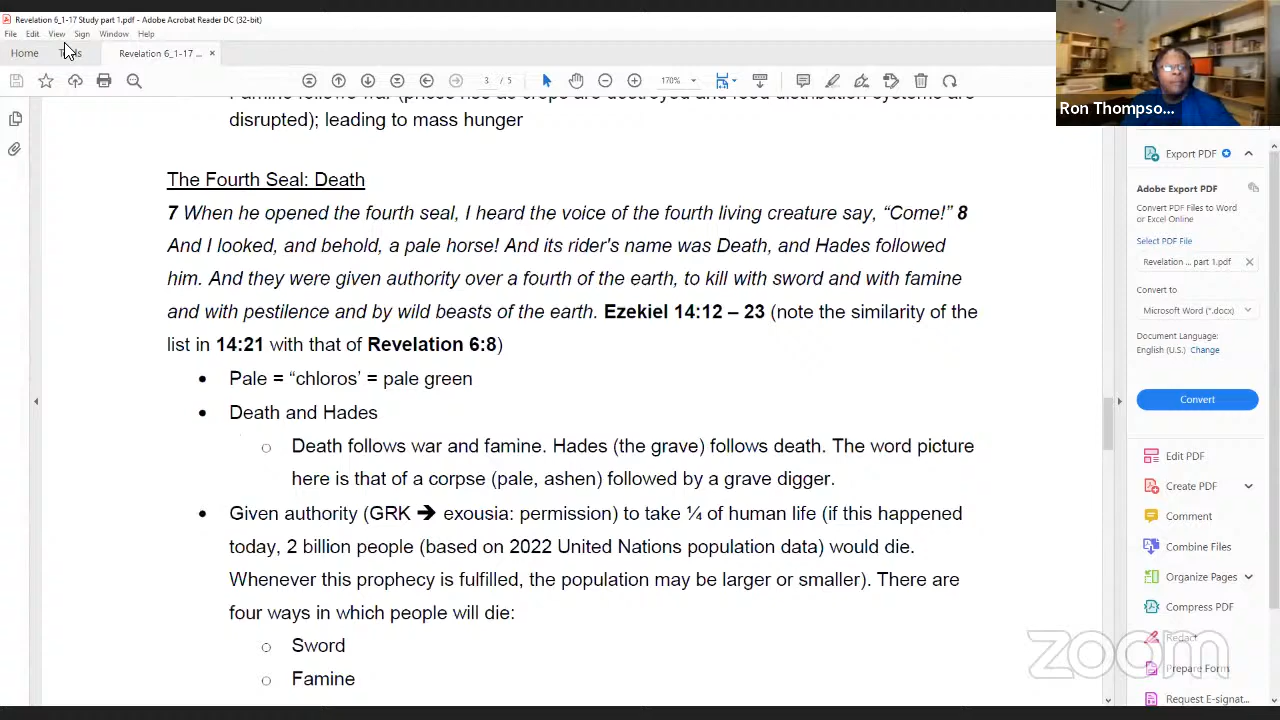 Revelation 6_1-17 Study part 1.pdf - Adobe Acrobat Reader DC (32-bit)
File Edit View Sign Window Help
Home Revelation 6_1-17 ... ×
3 / 5 170%
Ron Thompso...
disrupted); leading to mass hunger
The Fourth Seal: Death
7 When he opened the fourth seal, I heard the voice of the fourth living creature say, “Come!” 8
And I looked, and behold, a pale horse! And its rider's name was Death, and Hades followed
him. And they were given authority over a fourth of the earth, to kill with sword and with famine
and with pestilence and by wild beasts of the earth. Ezekiel 14:12 – 23 (note the similarity of the
list in 14:21 with that of Revelation 6:8)
• Pale = “chloros’ = pale green
• Death and Hades
○ Death follows war and famine. Hades (the grave) follows death. The word picture
here is that of a corpse (pale, ashen) followed by a grave digger.
• Given authority (GRK ➔ exousia: permission) to take ¼ of human life (if this happened
today, 2 billion people (based on 2022 United Nations population data) would die.
Whenever this prophecy is fulfilled, the population may be larger or smaller). There are
four ways in which people will die:
○ Sword
○ Famine
Export PDF
Adobe Export PDF
Convert PDF Files to Word
or Excel Online
Select PDF File
Revelation ... part 1.pdf
Convert to
Microsoft Word (*.docx)
Document Language:
English (U.S.) Change
Convert
Edit PDF
Create PDF
Comment
Combine Files
Organize Pages
Compress PDF
Redact
Prepare Form
Request E-signat...
zoom